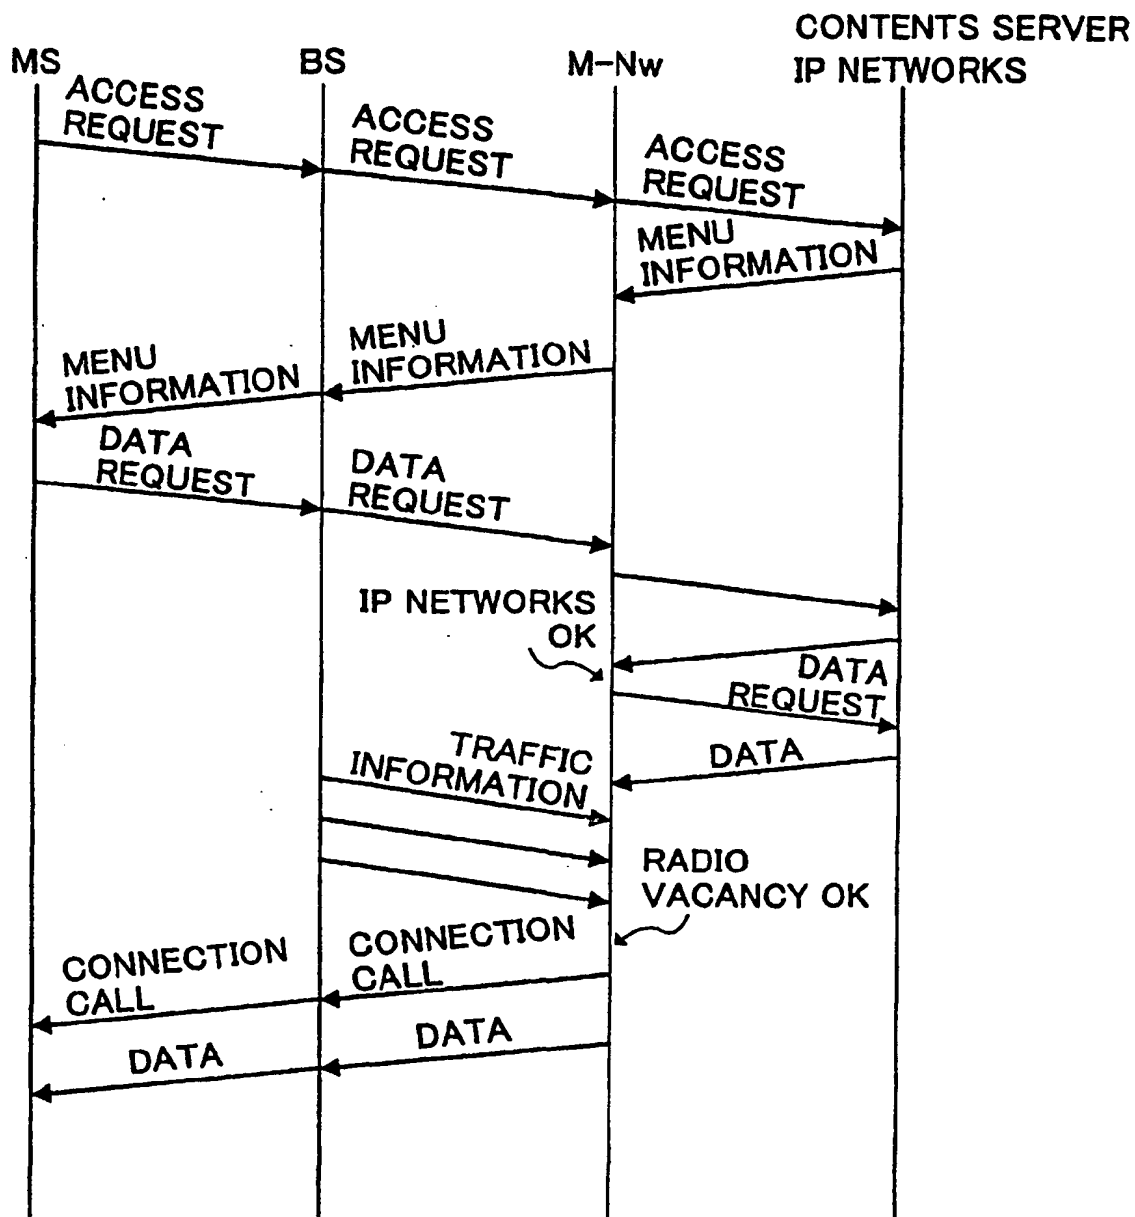 CONTENTS SERVER
MS
BS
M-Nw
IP NETWORKS
ACCESS
REQUEST
ACCESS
REQUEST
ACCESS
REQUEST
MENU
INFORMATION
MENU
INFORMATION
MENU
INFORMATION
DATA
REQUEST
DATA
REQUEST
IP NETWORKS
OK
DATA
REQUEST
DATA
TRAFFIC
INFORMATION
RADIO
VACANCY OK
CONNECTION
CALL
CONNECTION
CALL
DATA
DATA